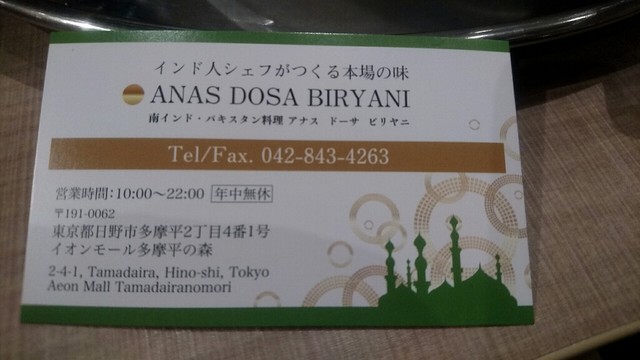 インド人シェフがつくる本場の味
ANAS DOSA BIRYANI
南インド・パキスタン料理 アナス ドーサ ビリヤニ
Tel/Fax. 042-843-4263
営業時間：10:00〜22:00 年中無休
〒191-0062
東京都日野市多摩平2丁目4番1号
イオンモール多摩平の森
2-4-1, Tamadaira, Hino-shi, Tokyo
Aeon Mall Tamadairanomori